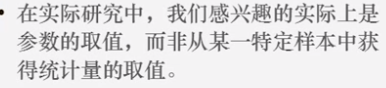 • 在实际研究中，我们感兴趣的实际上是
参数的取值，而非从某一特定样本中获
得统计量的取值。